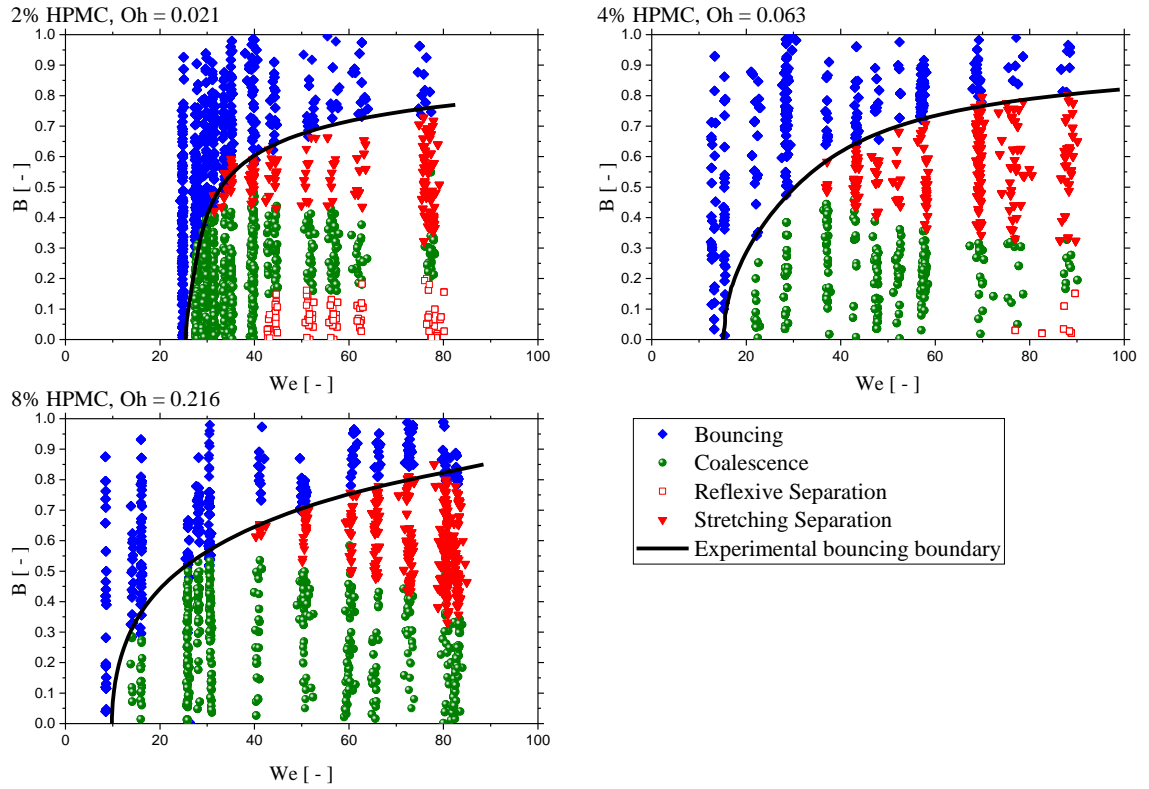 2% HPMC, Oh = 0.021
1.0
0.9
0.8
0.7
0.6
0.5
0.4
0.3
0.2
0.1
0.0
B [ - ]
0 20 40 60 80 100
We [ - ]
4% HPMC, Oh = 0.063
1.0
0.9
0.8
0.7
0.6
0.5
0.4
0.3
0.2
0.1
0.0
B [ - ]
0 20 40 60 80 100
We [ - ]
8% HPMC, Oh = 0.216
1.0
0.9
0.8
0.7
0.6
0.5
0.4
0.3
0.2
0.1
0.0
B [ - ]
0 20 40 60 80 100
We [ - ]
Bouncing
Coalescence
Reflexive Separation
Stretching Separation
Experimental bouncing boundary